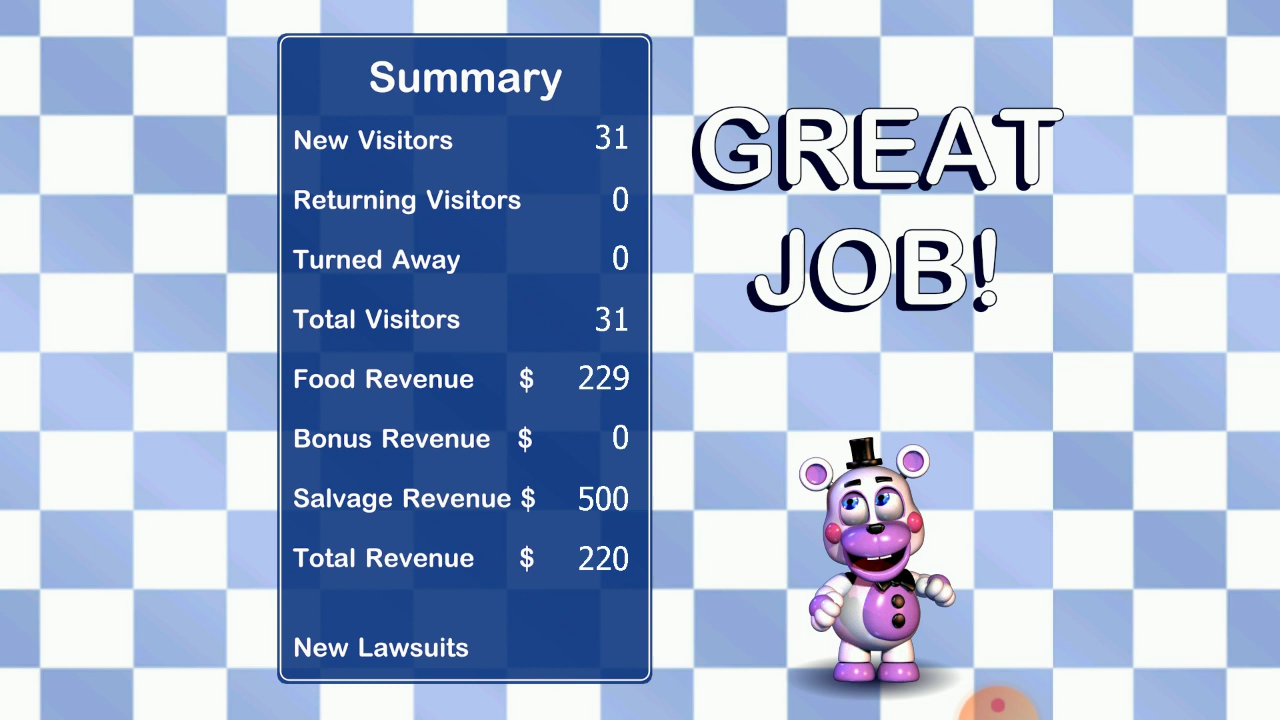 Summary
New Visitors 31
Returning Visitors 0
Turned Away 0
Total Visitors 31
Food Revenue $ 229
Bonus Revenue $ 0
Salvage Revenue $ 500
Total Revenue $ 220
New Lawsuits
GREAT
JOB!